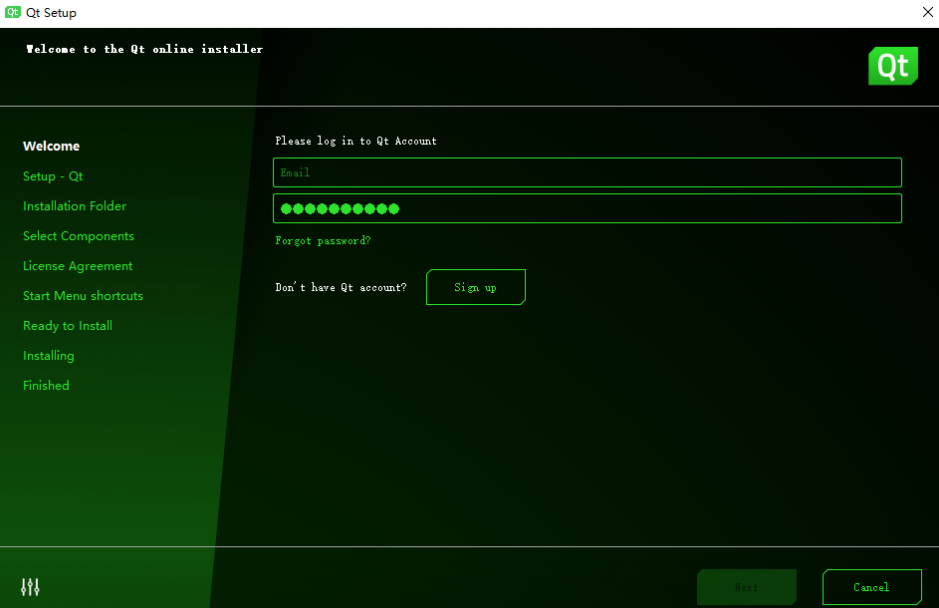 Qt Qt Setup
Welcome to the Qt online installer
Qt
Welcome
Setup - Qt
Installation Folder
Select Components
License Agreement
Start Menu shortcuts
Ready to Install
Installing
Finished
Please log in to Qt Account
Email
Forgot password?
Don't have Qt account? Sign up
Next Cancel